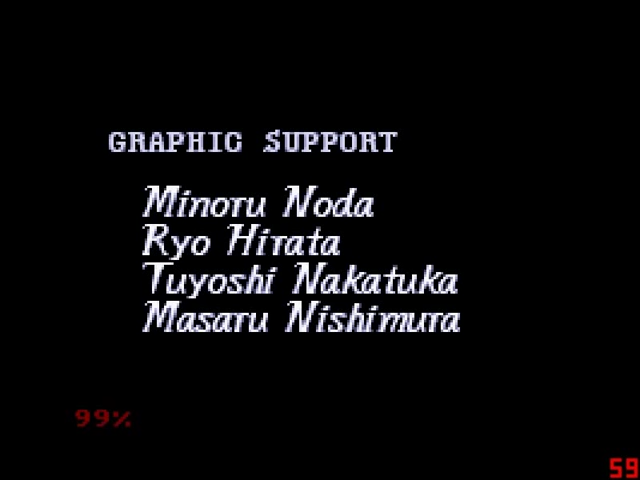 GRAPHIC SUPPORT
Minoru Noda
Ryo Hirata
Tuyoshi Nakatuka
Masaru Nishimura
99%
59